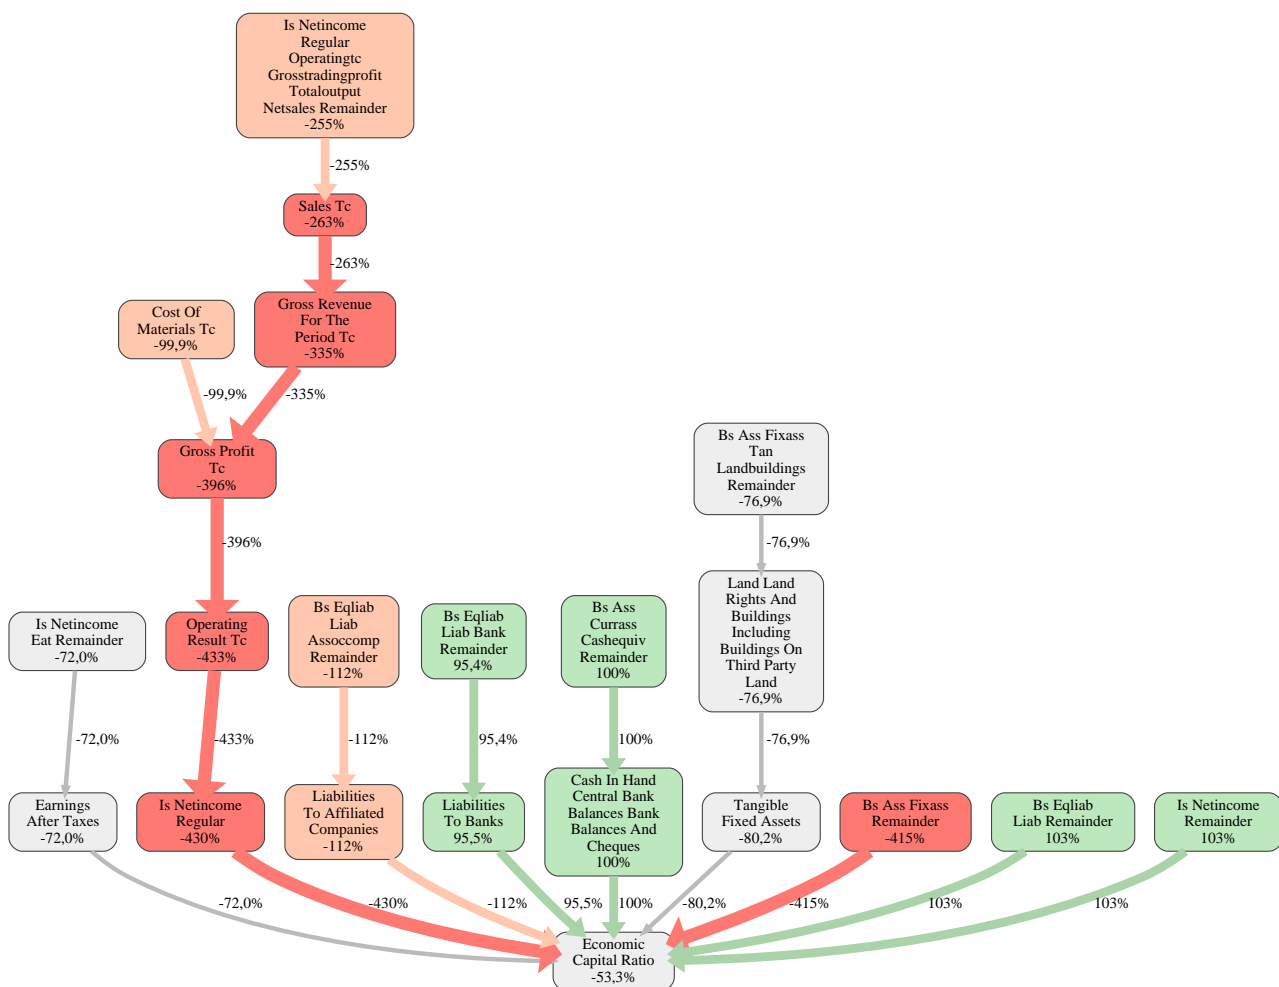 Is Netincome
Regular
Operatingtc
Grosstradingprofit
Totaloutput
Netsales Remainder
-255%
-255%
Sales Tc
-263%
-263%
Cost Of
Materials Tc
-99,9%
Gross Revenue
For The
Period Tc
-335%
-99,9%
-335%
Gross Profit
Tc
-396%
Bs Ass Fixass
Tan
Landbuildings
Remainder
-76,9%
-396%
-76,9%
Is Netincome
Eat Remainder
-72,0%
Operating
Result Tc
-433%
Bs Eqliab
Liab
Assoccomp
Remainder
-112%
Bs Eqliab
Liab Bank
Remainder
95,4%
Bs Ass
Currass
Cashequiv
Remainder
100%
Land Land
Rights And
Buildings
Including
Buildings On
Third Party
Land
-76,9%
-72,0%
-433%
-112%
95,4%
100%
-76,9%
Earnings
After Taxes
-72,0%
Is Netincome
Regular
-430%
Liabilities
To Affiliated
Companies
-112%
Liabilities
To Banks
95,5%
Cash In Hand
Central Bank
Balances Bank
Balances And
Cheques
100%
Tangible
Fixed Assets
-80,2%
Bs Ass Fixass
Remainder
-415%
Bs Eqliab
Liab Remainder
103%
Is Netincome
Remainder
103%
-72,0%
-430%
-112%
95,5%
100%
-80,2%
-415%
103%
103%
Economic
Capital Ratio
-53,3%